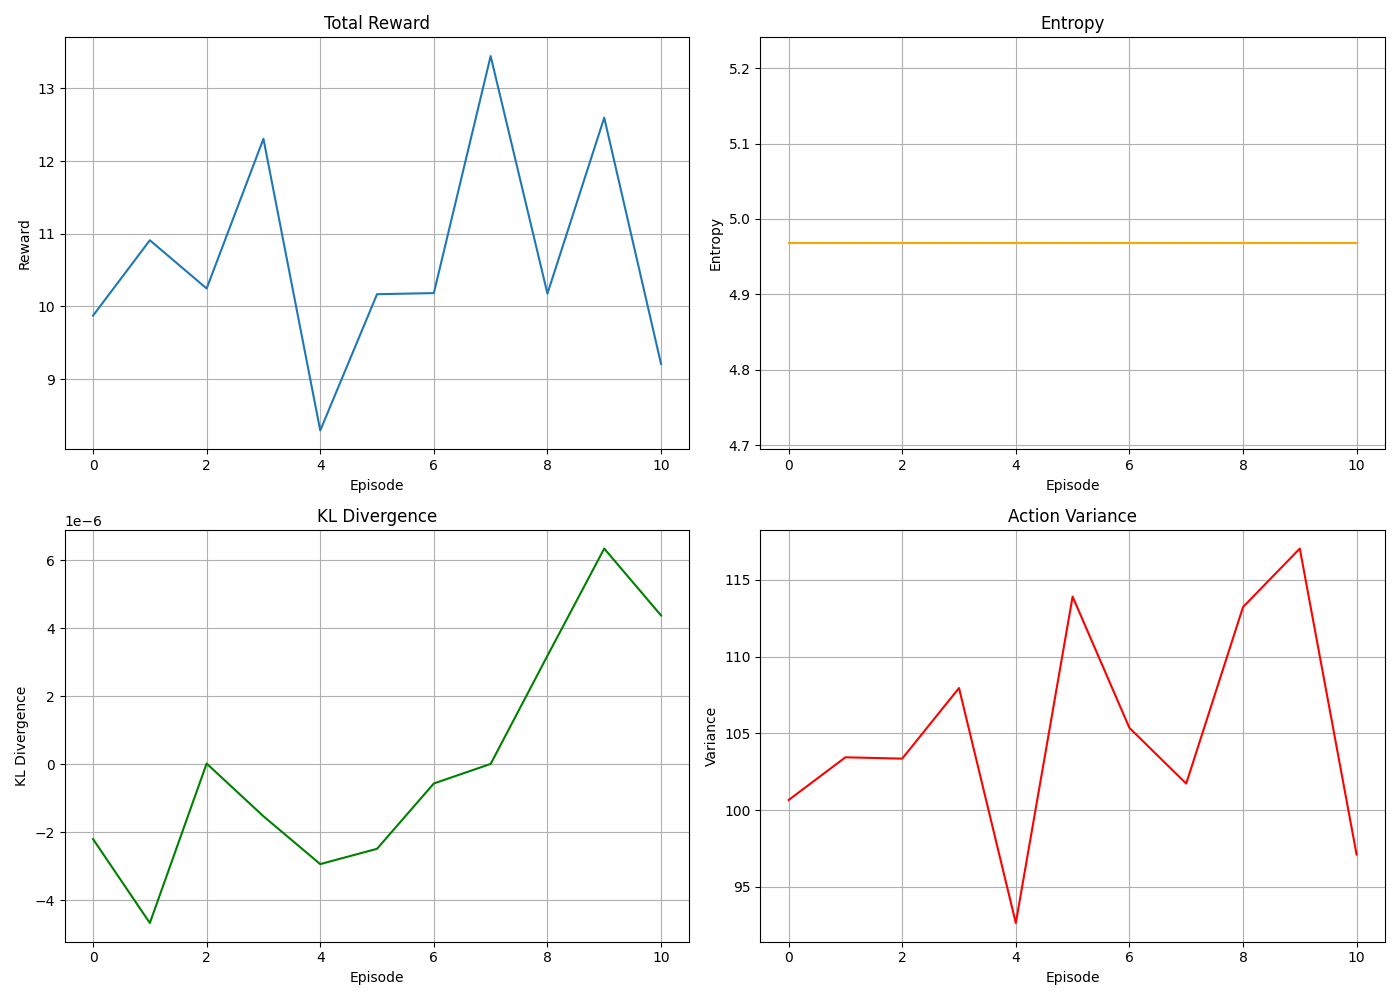 Total Reward
Reward
13
12
11
10
9
0 2 4 6 8 10
Episode
Entropy
Entropy
5.2
5.1
5.0
4.9
4.8
4.7
0 2 4 6 8 10
Episode
KL Divergence
1e−6
KL Divergence
6
4
2
0
−2
−4
0 2 4 6 8 10
Episode
Action Variance
Variance
115
110
105
100
95
0 2 4 6 8 10
Episode